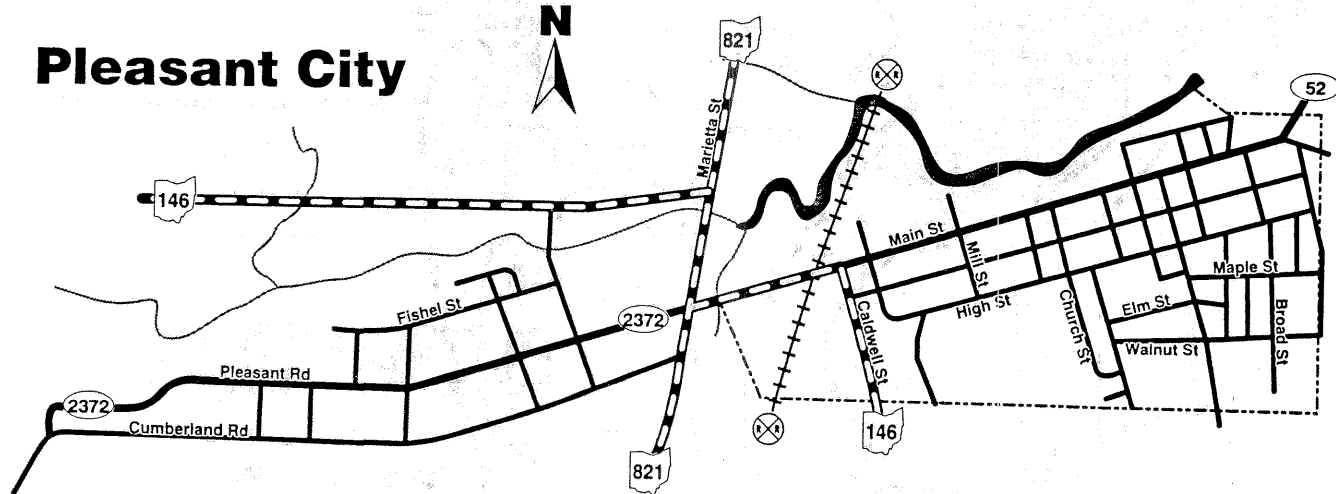 Pleasant City
N
821
R R
52
Marietta St
146
Main St
Mill St
Maple St
Fishel St
2372
High St
Elm St
Church St
Caldwell St
Broad St
Walnut St
Pleasant Rd
2372
Cumberland Rd
R R
146
821